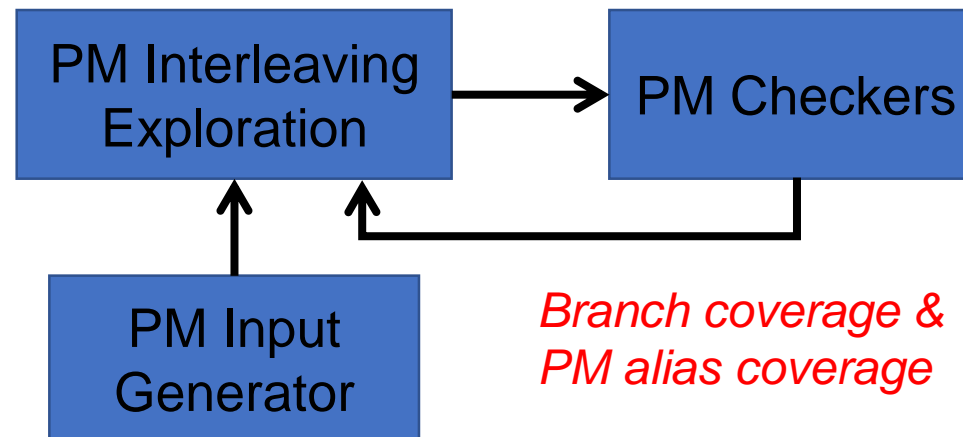 PM Interleaving
Exploration
PM Checkers
PM Input
Generator
Branch coverage &
PM alias coverage